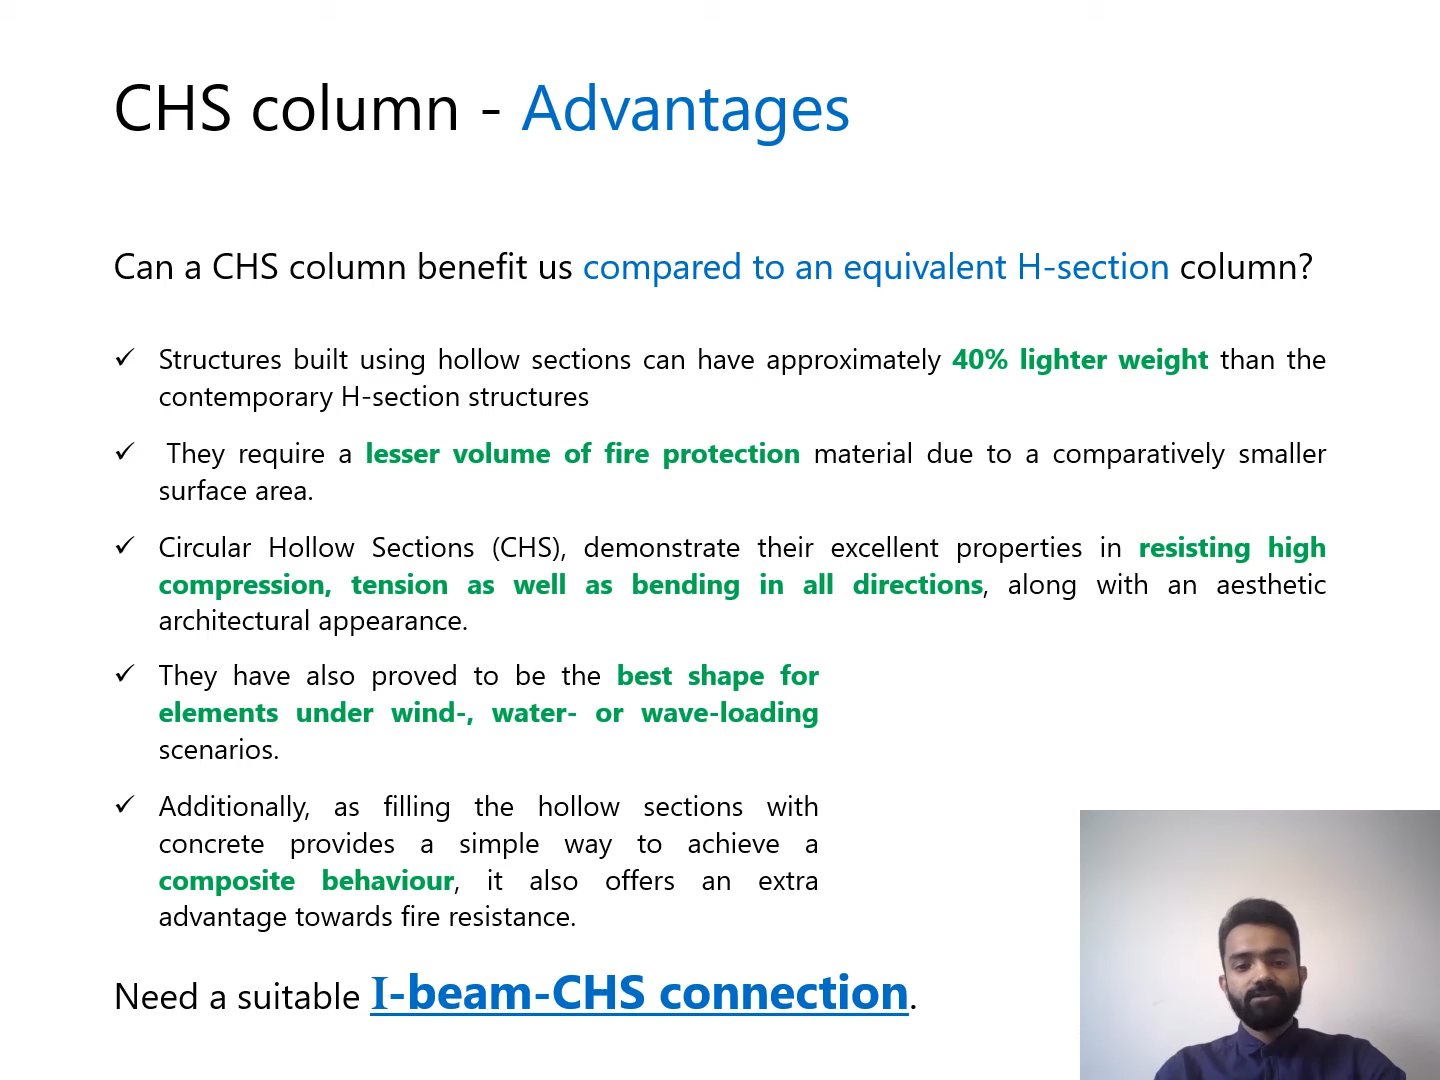 CHS column - Advantages
Can a CHS column benefit us compared to an equivalent H-section column?
✓ Structures built using hollow sections can have approximately 40% lighter weight than the
contemporary H-section structures
✓ They require a lesser volume of fire protection material due to a comparatively smaller
surface area.
✓ Circular Hollow Sections (CHS), demonstrate their excellent properties in resisting high
compression, tension as well as bending in all directions, along with an aesthetic
architectural appearance.
✓ They have also proved to be the best shape for
elements under wind-, water- or wave-loading
scenarios.
✓ Additionally, as filling the hollow sections with
concrete provides a simple way to achieve a
composite behaviour, it also offers an extra
advantage towards fire resistance.
Need a suitable I-beam-CHS connection.